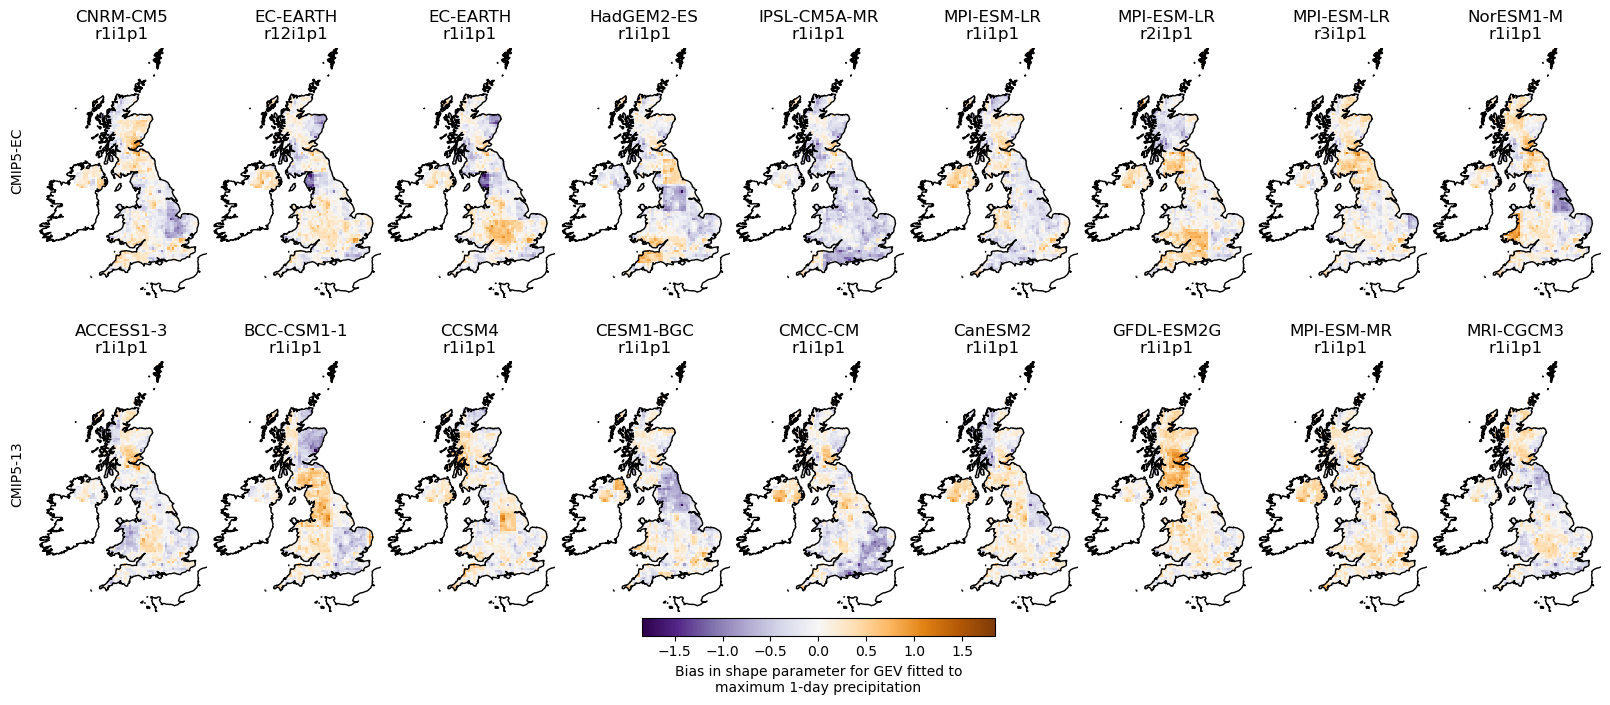 CNRM-CM5 EC-EARTH EC-EARTH HadGEM2-ES IPSL-CM5A-MR MPI-ESM-LR MPI-ESM-LR MPI-ESM-LR NorESM1-M
r1i1p1 r12i1p1 r1i1p1 r1i1p1 r1i1p1 r1i1p1 r2i1p1 r3i1p1 r1i1p1
CMIP5-EC
ACCESS1-3 BCC-CSM1-1 CCSM4 CESM1-BGC CMCC-CM CanESM2 GFDL-ESM2G MPI-ESM-MR MRI-CGCM3
r1i1p1 r1i1p1 r1i1p1 r1i1p1 r1i1p1 r1i1p1 r1i1p1 r1i1p1 r1i1p1
CMIP5-13
−1.5 −1.0 −0.5 0.0 0.5 1.0 1.5
Bias in shape parameter for GEV fitted to
maximum 1-day precipitation